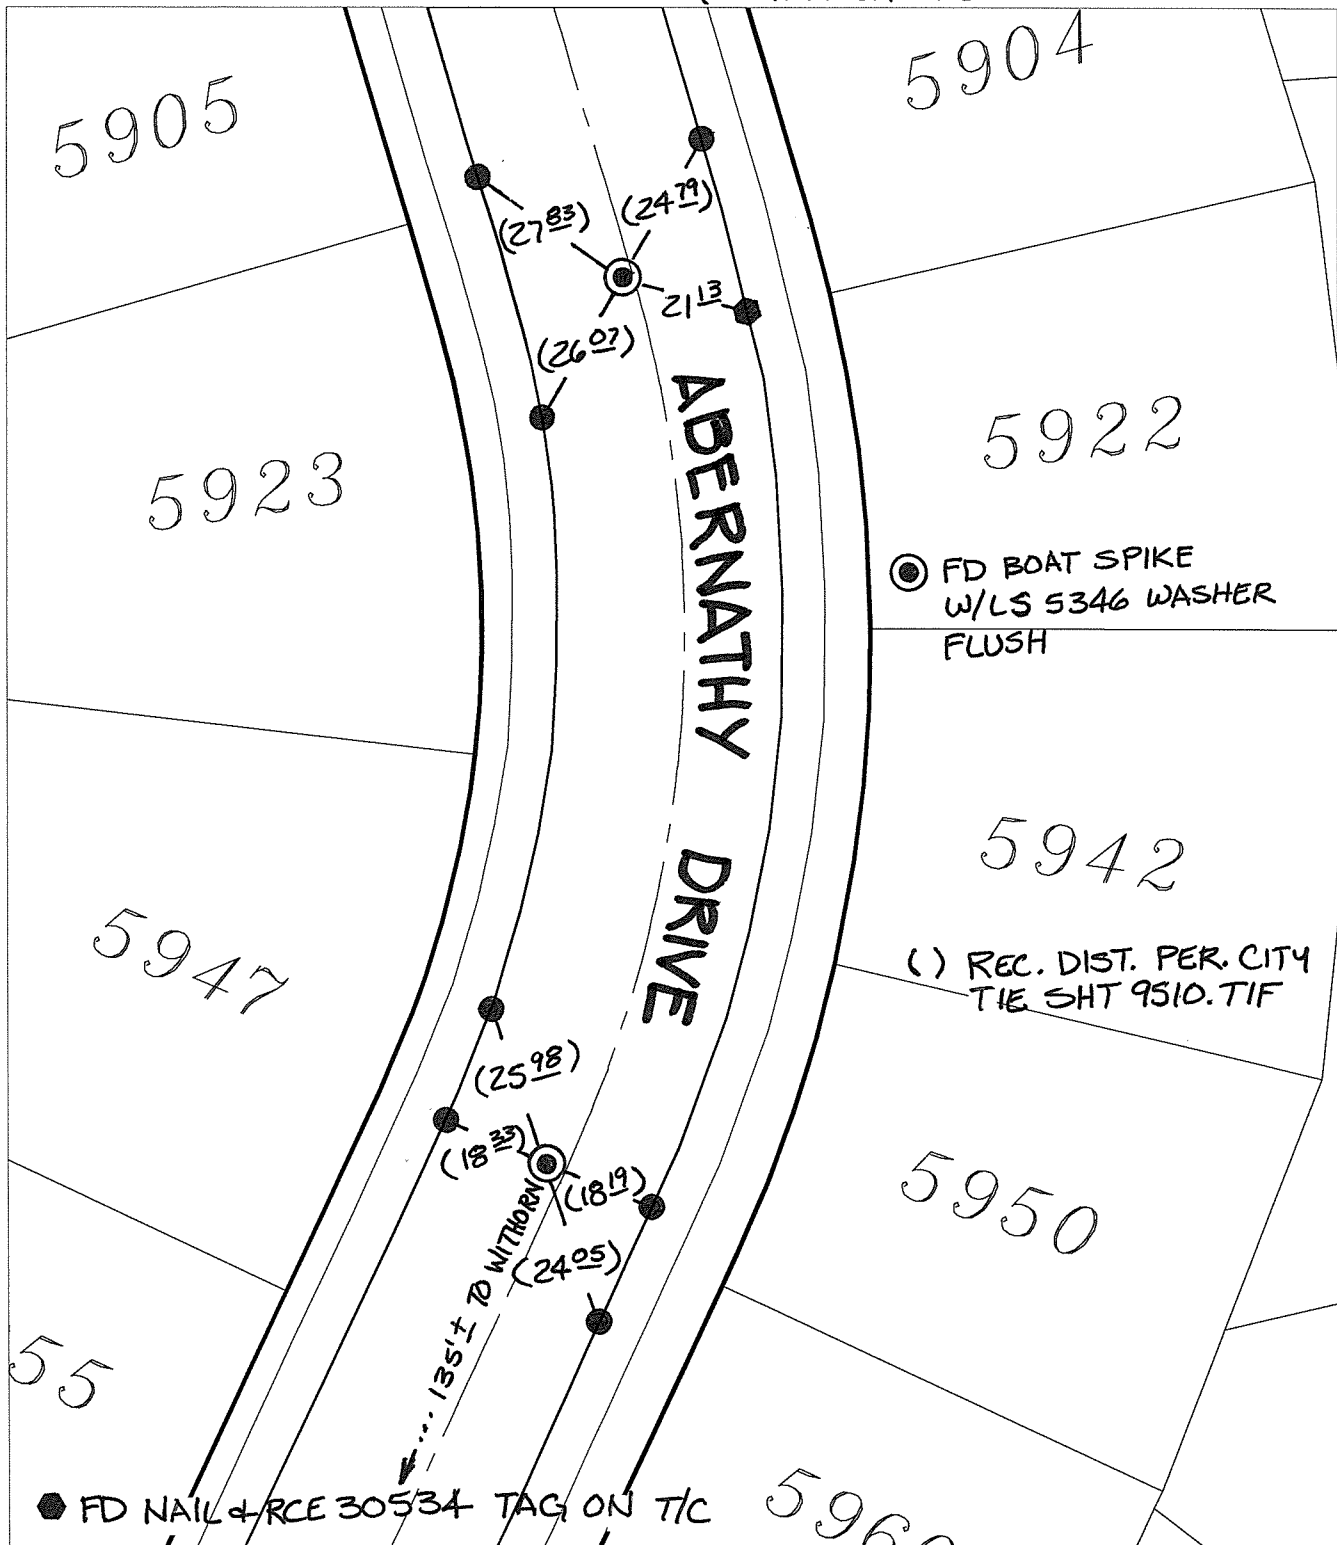 5905
5904
(27 83)
(24 79)
21 13
(26 07)
ABERNATHY DRIVE
5922
5923
FD BOAT SPIKE
W/LS 5346 WASHER
FLUSH
5942
5947
() REC. DIST. PER. CITY
TIE SHT 9510.TIF
(25 98)
(18 33)
(18 19)
(24 05)
5950
135'± TO WITHORN
55
FD NAIL & RCE 30534 TAG ON T/C